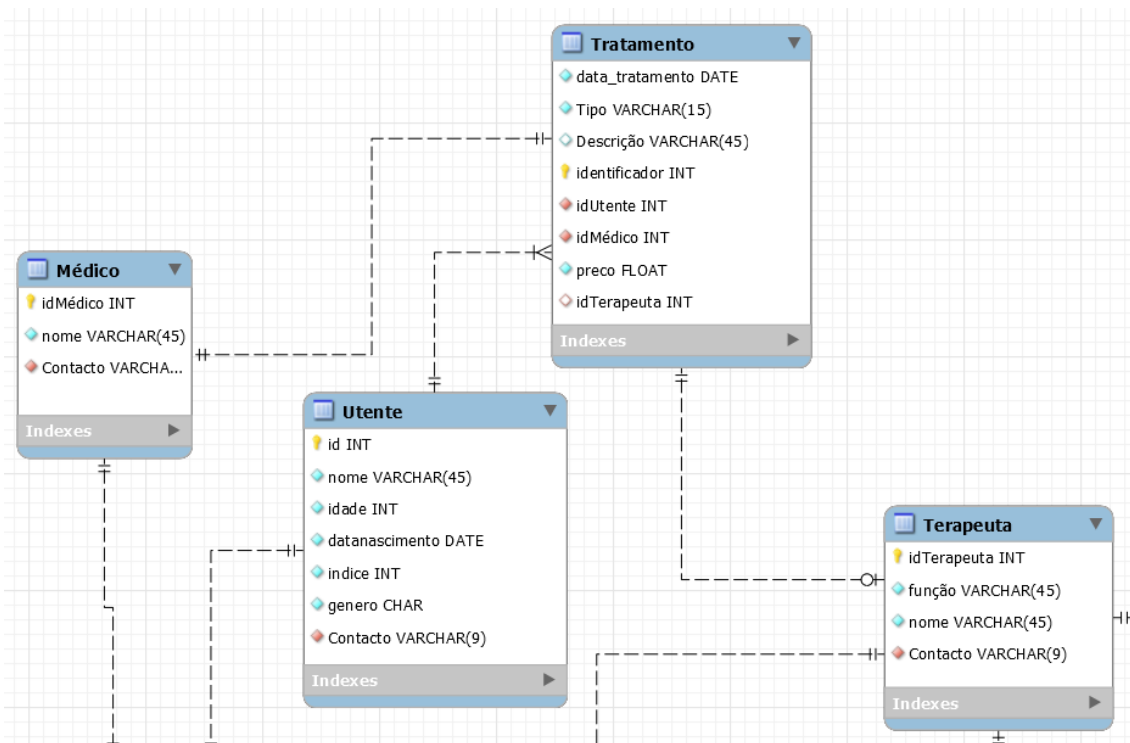 Tratamento
data_tratamento DATE
Tipo VARCHAR(15)
Descrição VARCHAR(45)
identificador INT
idUtente INT
idMédico INT
preco FLOAT
idTerapeuta INT
Indexes
Médico
idMédico INT
nome VARCHAR(45)
Contacto VARCHA...
Indexes
Utente
id INT
nome VARCHAR(45)
idade INT
datanascimento DATE
indice INT
genero CHAR
Contacto VARCHAR(9)
Indexes
Terapeuta
idTerapeuta INT
função VARCHAR(45)
nome VARCHAR(45)
Contacto VARCHAR(9)
Indexes